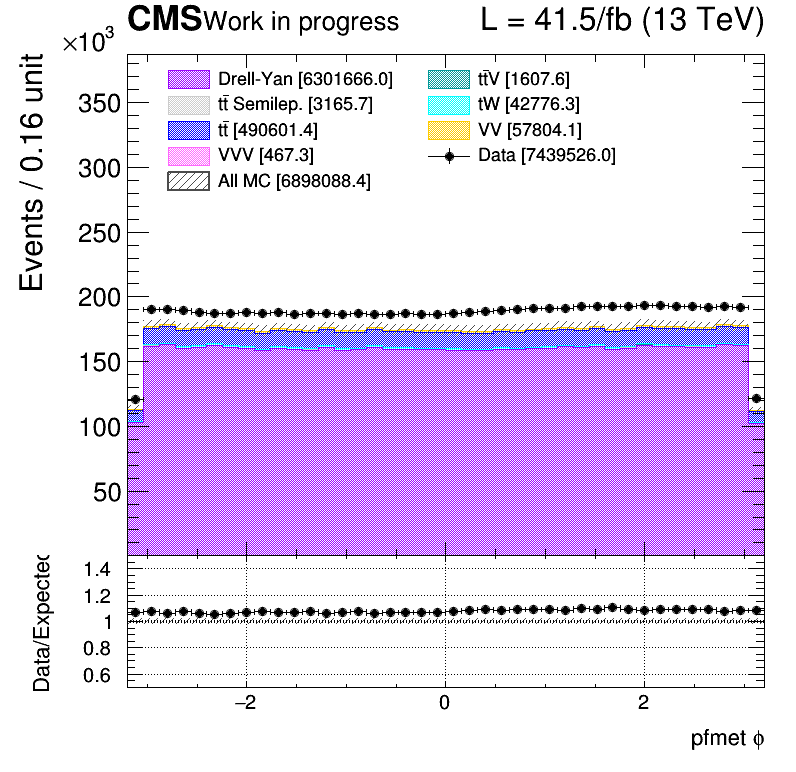 CMS Work in progress L = 41.5/fb (13 TeV)
×10³
Events / 0.16 unit
Drell-Yan [6301666.0]
tt̄ Semilep. [3165.7]
tt̄ [490601.4]
VVV [467.3]
All MC [6898088.4]
tt̄V [1607.6]
tW [42776.3]
VV [57804.1]
Data [7439526.0]
350
300
250
200
150
100
50
Data/Expected
1.4
1.2
1
0.8
0.6
−2 0 2
pfmet ϕ